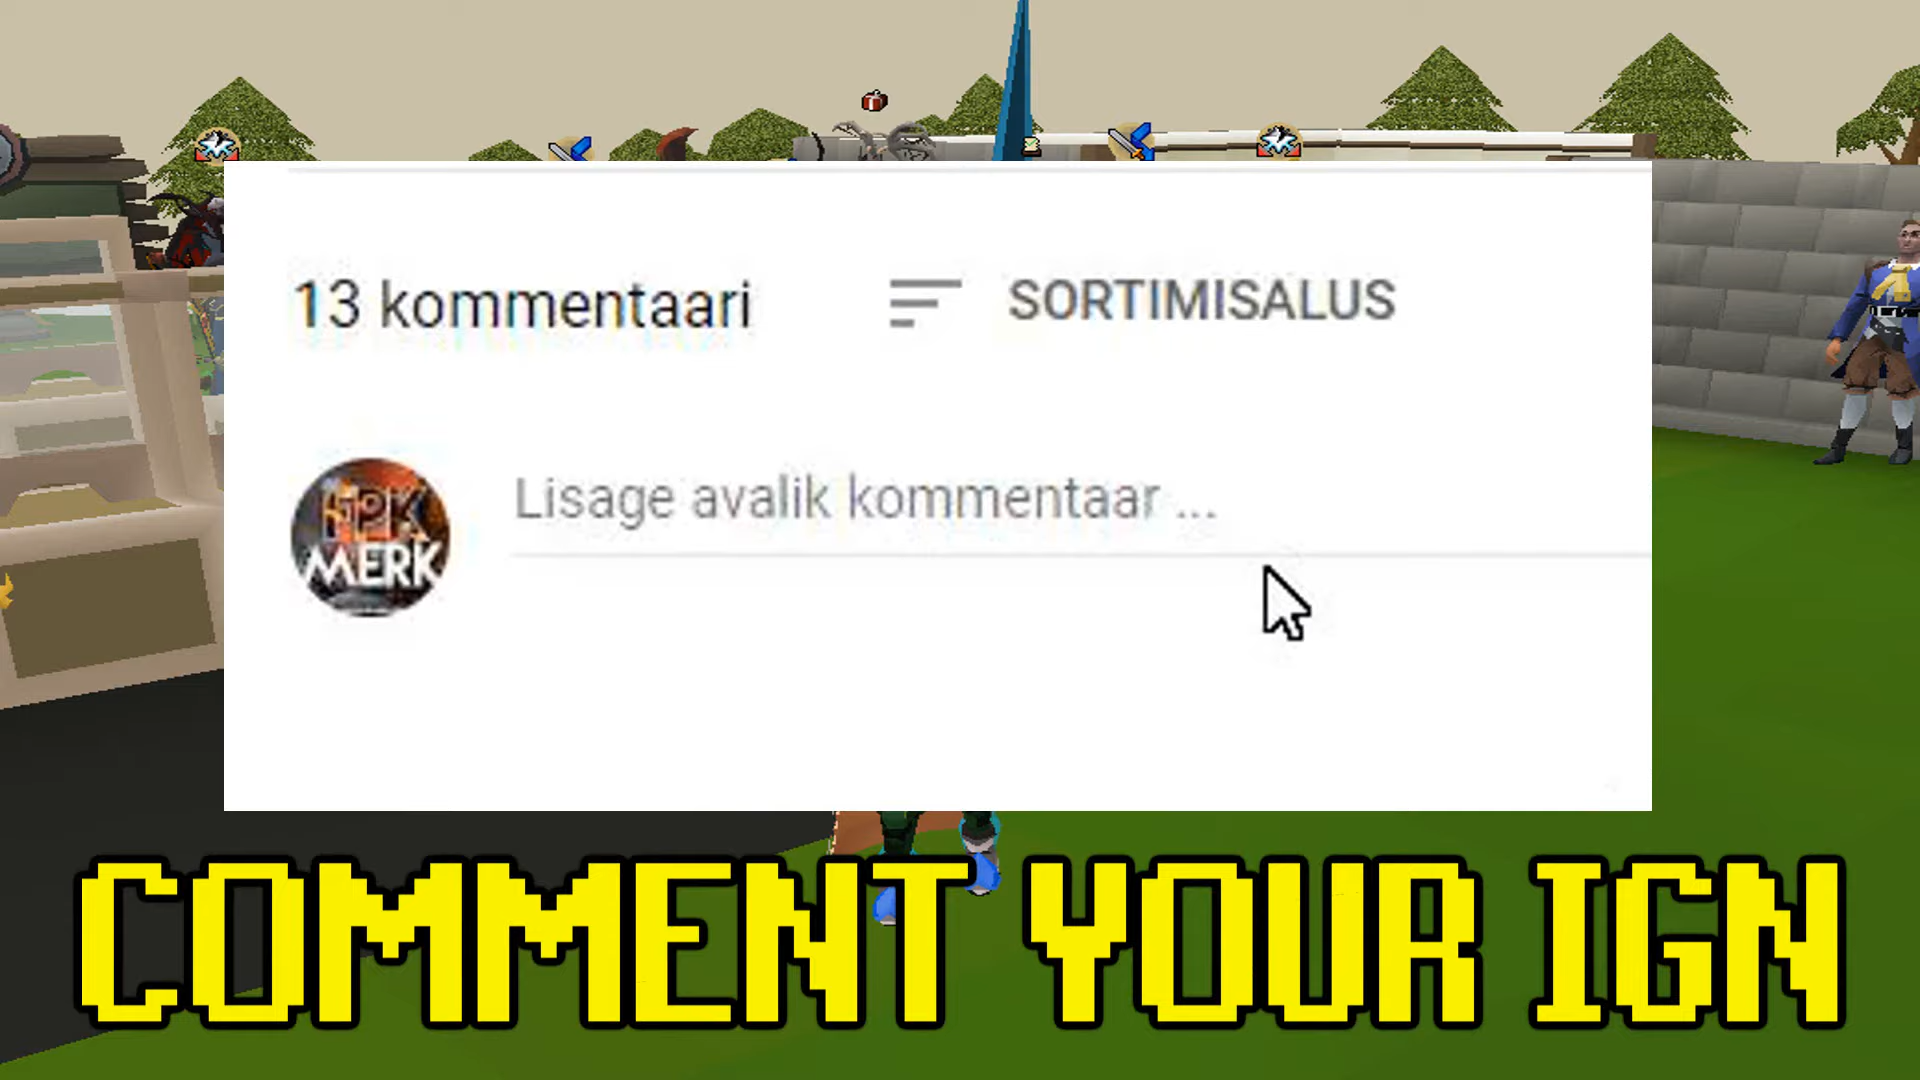 13 kommentaari
SORTIMISALUS
Lisage avalik kommentaar ...
MERK
COMMENT YOUR IGN